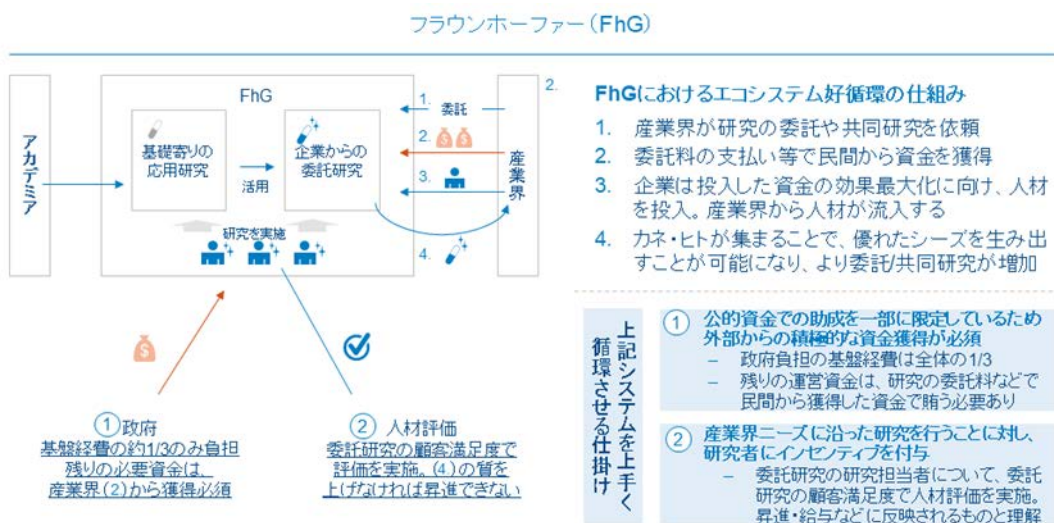 フラウンホーファー(FhG)
アカデミア
FhG
基礎寄りの
応用研究
活用
企業からの
委託研究
研究を実施
1.
委託
2.
3.
4.
産業界
2.
$
①政府
基盤経費の約1/3のみ負担
残りの必要資金は、
産業界(2)から獲得必須
② 人材評価
委託研究の顧客満足度で
評価を実施。(4)の質を
上げなければ昇進できない
FhGにおけるエコシステム好循環の仕組み
1. 産業界が研究の委託や共同研究を依頼
2. 委託料の支払い等で民間から資金を獲得
3. 企業は投入した資金の効果最大化に向け、人材
を投入。産業界から人材が流入する
4. カネ・ヒトが集まることで、優れたシーズを生み出
すことが可能になり、より委託/共同研究が増加
上記システムを上手く
循環させる仕掛け
① 公的資金での助成を一部に限定しているため
外部からの積極的な資金獲得が必須
– 政府負担の基盤経費は全体の1/3
– 残りの運営資金は、研究の委託料などで
民間から獲得した資金で賄う必要あり
② 産業界ニーズに沿った研究を行うことに対し、
研究者にインセンティブを付与
– 委託研究の研究担当者について、委託
研究の顧客満足度で人材評価を実施。
昇進・給与などに反映されるものと理解